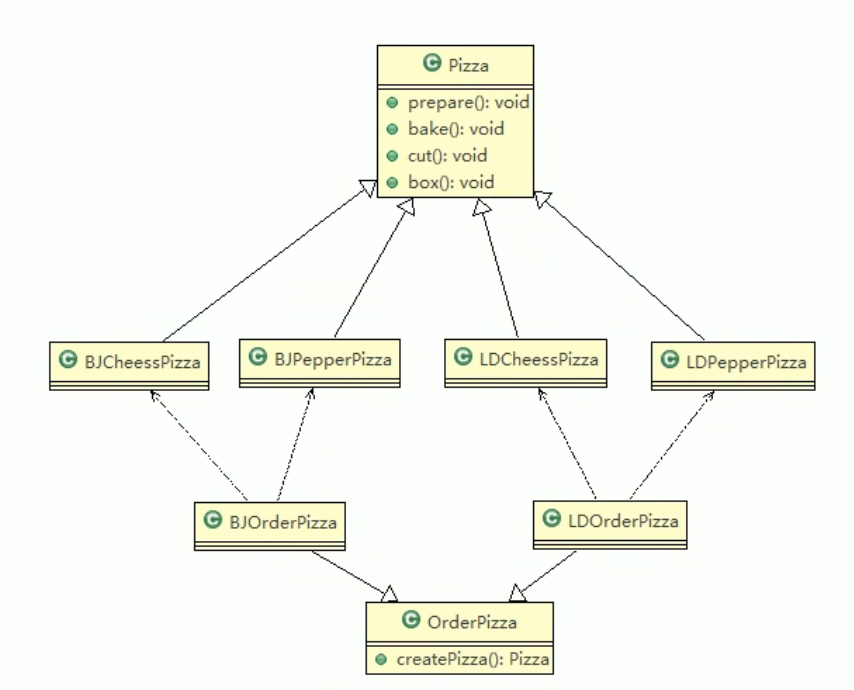 Pizza
prepare(): void
bake(): void
cut(): void
box(): void
BJCheessPizza
BJPepperPizza
LDCheessPizza
LDPepperPizza
BJOrderPizza
LDOrderPizza
OrderPizza
createPizza(): Pizza